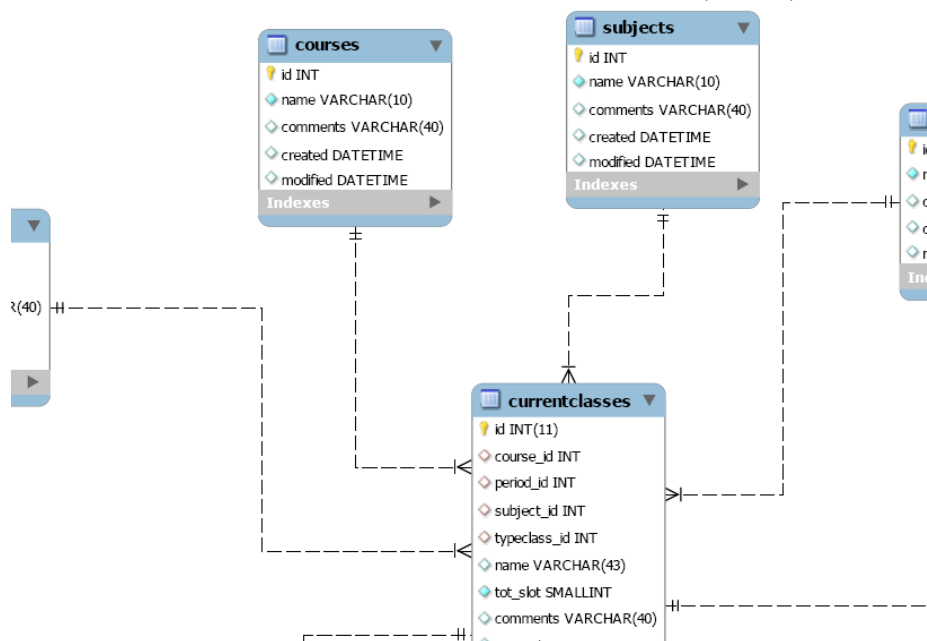 courses
id INT
name VARCHAR(10)
comments VARCHAR(40)
created DATETIME
modified DATETIME
Indexes
subjects
id INT
name VARCHAR(10)
comments VARCHAR(40)
created DATETIME
modified DATETIME
Indexes
(40)
currentclasses
id INT(11)
course_id INT
period_id INT
subject_id INT
typeclass_id INT
name VARCHAR(43)
tot_slot SMALLINT
comments VARCHAR(40)